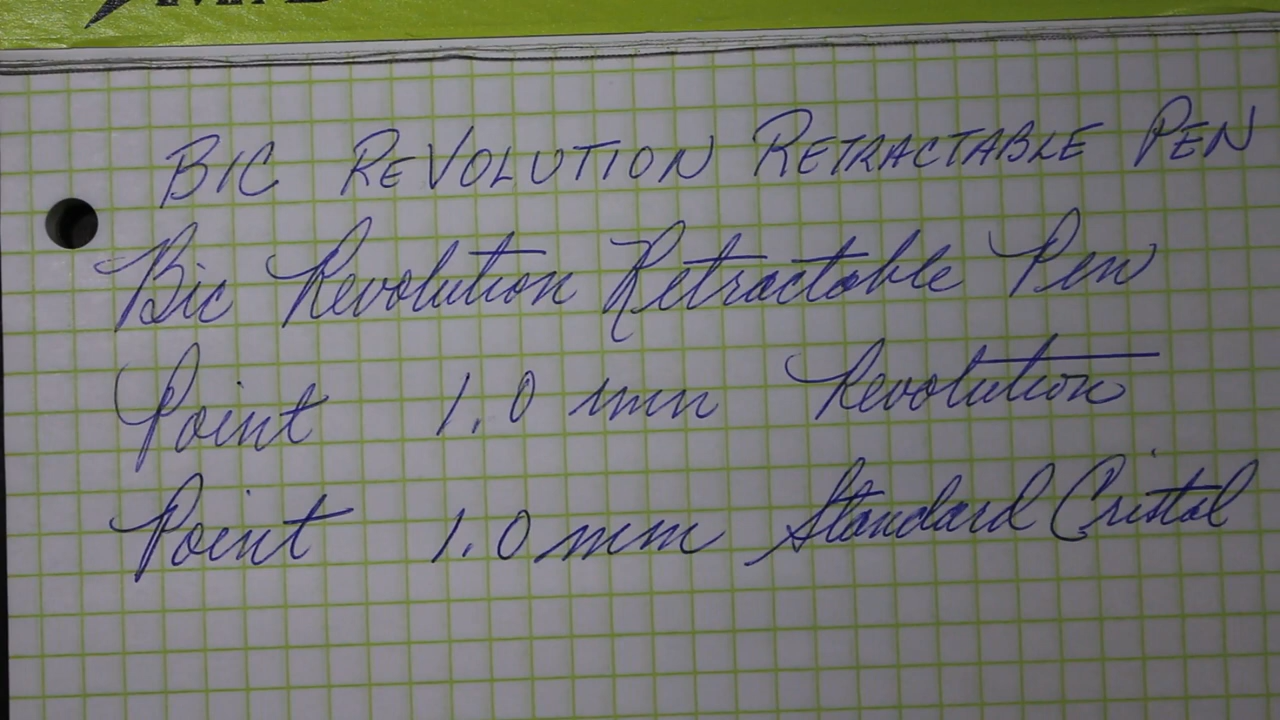 BIC REVOLUTION RETRACTABLE PEN
Bic Revolution Retractable Pen
Point 1.0 mm Revolution
Point 1.0 mm Standard Cristal